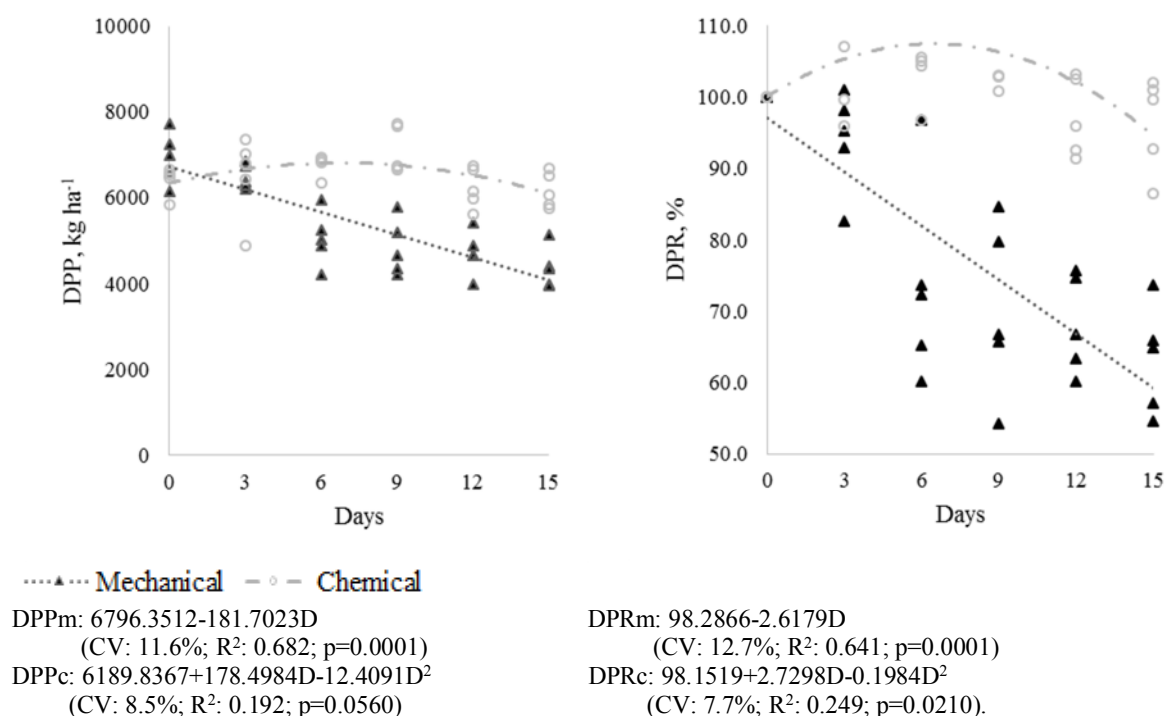 10000
8000
6000
4000
2000
0
DPP, kg ha⁻¹
0 3 6 9 12 15
Days
110.0
100.0
90.0
80.0
70.0
60.0
50.0
DPR, %
0 3 6 9 12 15
Days
Mechanical Chemical
DPPm: 6796.3512-181.7023D
(CV: 11.6%; R²: 0.682; p=0.0001)
DPPc: 6189.8367+178.4984D-12.4091D²
(CV: 8.5%; R²: 0.192; p=0.0560)
DPRm: 98.2866-2.6179D
(CV: 12.7%; R²: 0.641; p=0.0001)
DPRc: 98.1519+2.7298D-0.1984D²
(CV: 7.7%; R²: 0.249; p=0.0210).